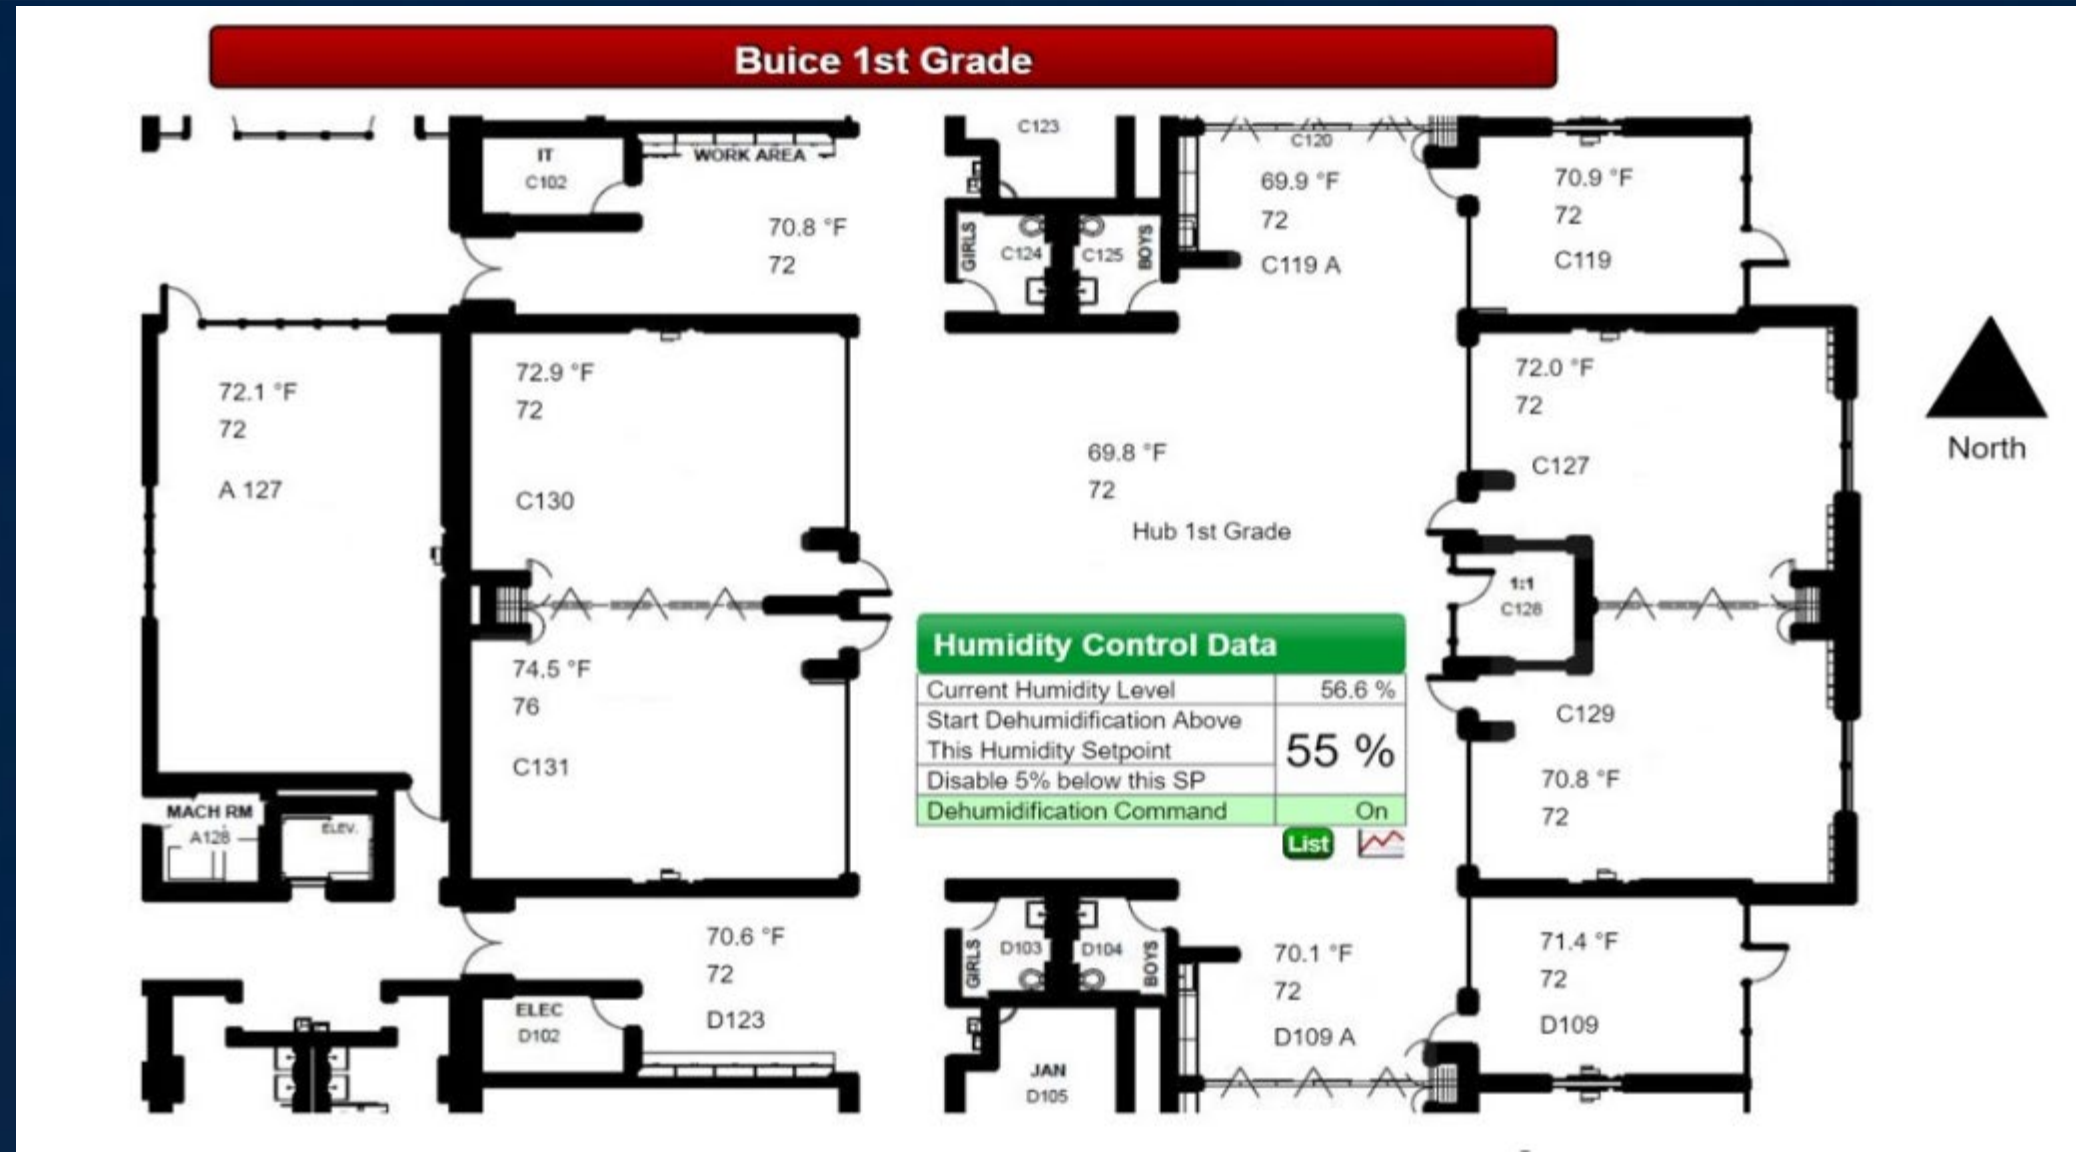 Buice 1st Grade
IT
C102
WORK AREA
70.8 °F
72
C123
GIRLS
C124
C125
BOYS
C120
69.9 °F
72
C119 A
70.9 °F
72
C119
72.1 °F
72
A 127
72.9 °F
72
C130
69.8 °F
72
Hub 1st Grade
72.0 °F
72
C127
North
1:1
C128
74.5 °F
76
C131
Humidity Control Data
Current Humidity Level 56.6 %
Start Dehumidification Above
This Humidity Setpoint 55 %
Disable 5% below this SP
Dehumidification Command On
List
C129
70.8 °F
72
MACH RM
A128
ELEV.
70.6 °F
72
D123
ELEC
D102
GIRLS
D103
D104
BOYS
JAN
D105
70.1 °F
72
D109 A
71.4 °F
72
D109